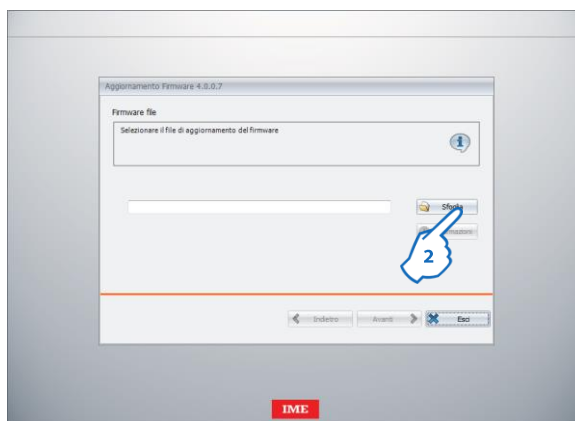 Aggiornamento Firmware 4.8.0.7
Firmware file
Selezionare il file di aggiornamento del firmware
Sfoglia
2
Indietro
Avanti
Esci
IME